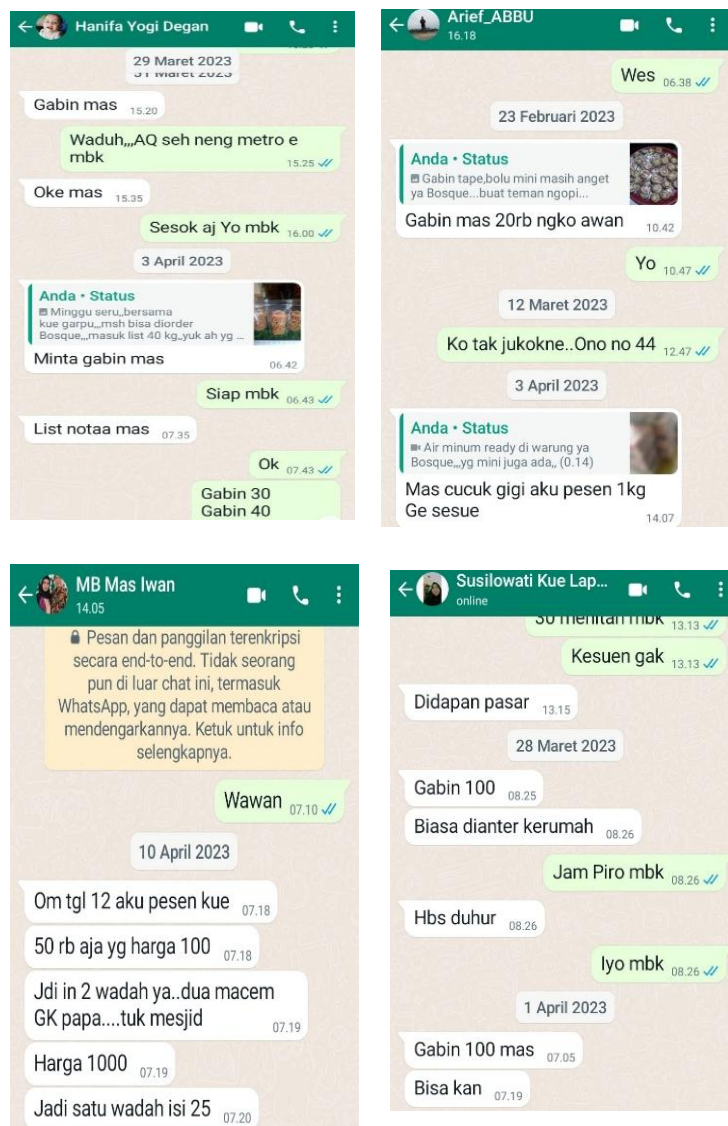 Hanifa Yogi Degan
29 Maret 2023
31 Maret 2023
Gabin mas 15.20
Waduh,,,AQ seh neng metro e
mbk 15.25
Oke mas 15.35
Sesok aj Yo mbk 16.00
3 April 2023
Anda • Status
Minggu seru,,bersama
kue garpu,,,msh bisa diorder
Bosque,,,masuk list 40 kg,,yuk ah yg ...
Minta gabin mas 06.42
Siap mbk 06.43
List notaa mas 07.35
Ok 07.43
Gabin 30
Gabin 40
Arief_ABBU
16.18
Wes 06.38
23 Februari 2023
Anda • Status
Gabin tape,bolu mini masih anget
ya Bosque...buat teman ngopi...
Gabin mas 20rb ngko awan 10.42
Yo 10.47
12 Maret 2023
Ko tak jukokne..Ono no 44 12.47
3 April 2023
Anda • Status
Air minum ready di warung ya
Bosque,,,yg mini juga ada,, (0.14)
Mas cucuk gigi aku pesen 1kg
Ge sesue 14.07
MB Mas Iwan
14.05
Pesan dan panggilan terenkripsi
secara end-to-end. Tidak seorang
pun di luar chat ini, termasuk
WhatsApp, yang dapat membaca atau
mendengarkannya. Ketuk untuk info
selengkapnya.
Wawan 07.10
10 April 2023
Om tgl 12 aku pesen kue 07.18
50 rb aja yg harga 100 07.18
Jdi in 2 wadah ya..dua macem
GK papa....tuk mesjid 07.19
Harga 1000 07.19
Jadi satu wadah isi 25 07.20
Susilowati Kue Lap...
online
30 menitan mbk 13.13
Kesuen gak 13.13
Didapan pasar 13.15
28 Maret 2023
Gabin 100 08.25
Biasa dianter kerumah 08.26
Jam Piro mbk 08.26
Hbs duhur 08.26
Iyo mbk 08.26
1 April 2023
Gabin 100 mas 07.05
Bisa kan 07.19